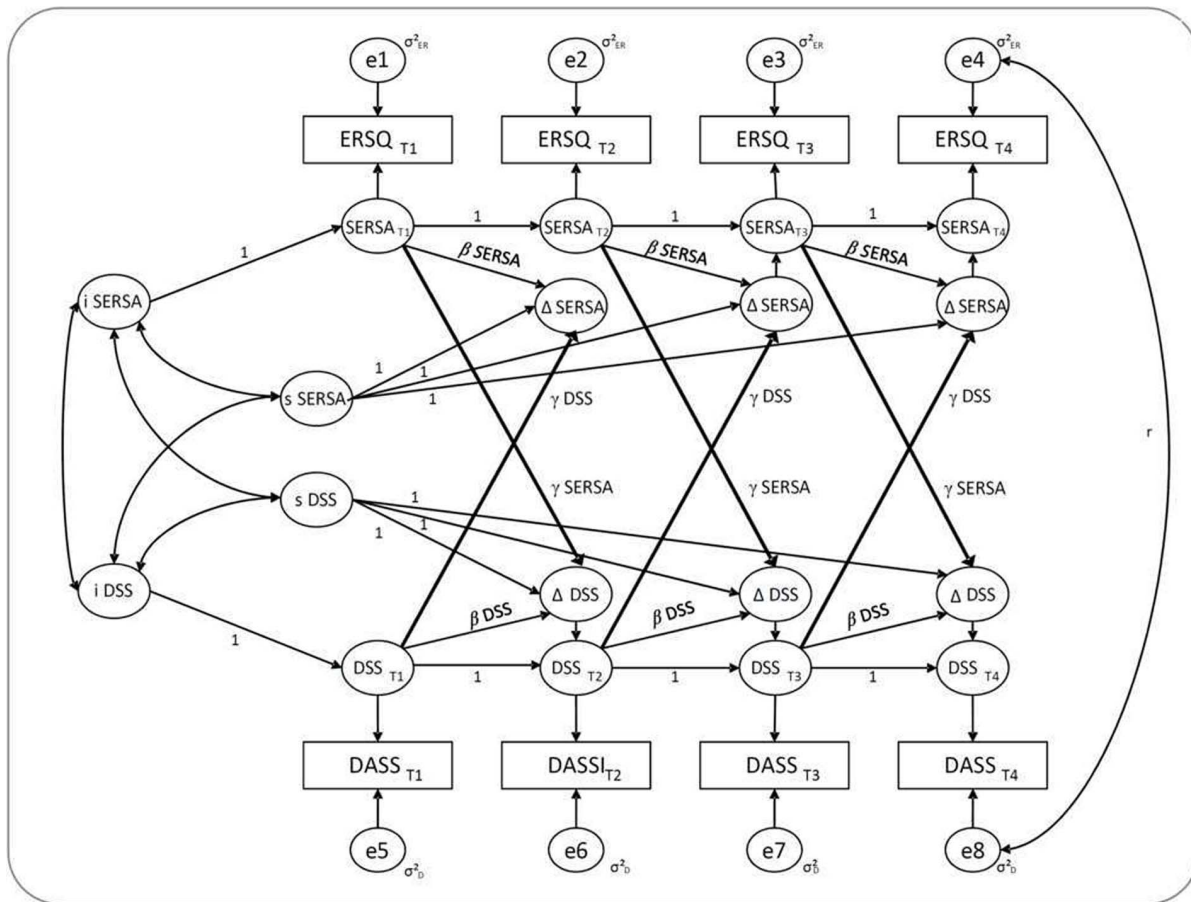 e1 σ²ER e2 σ²ER e3 σ²ER e4 σ²ER
ERSQ T1 ERSQ T2 ERSQ T3 ERSQ T4
SERSA T1 1 SERSA T2 1 SERSA T3 1 SERSA T4
1
β SERSA β SERSA β SERSA
i SERSA Δ SERSA Δ SERSA Δ SERSA
1 1
s SERSA 1
γ DSS γ DSS γ DSS
r
s DSS γ SERSA γ SERSA γ SERSA
1
1
1
i DSS Δ DSS Δ DSS Δ DSS
β DSS β DSS β DSS
1
DSS T1 1 DSS T2 1 DSS T3 1 DSS T4
DASS T1 DASSI T2 DASS T3 DASS T4
e5 σ²D e6 σ²D e7 σ²D e8 σ²D